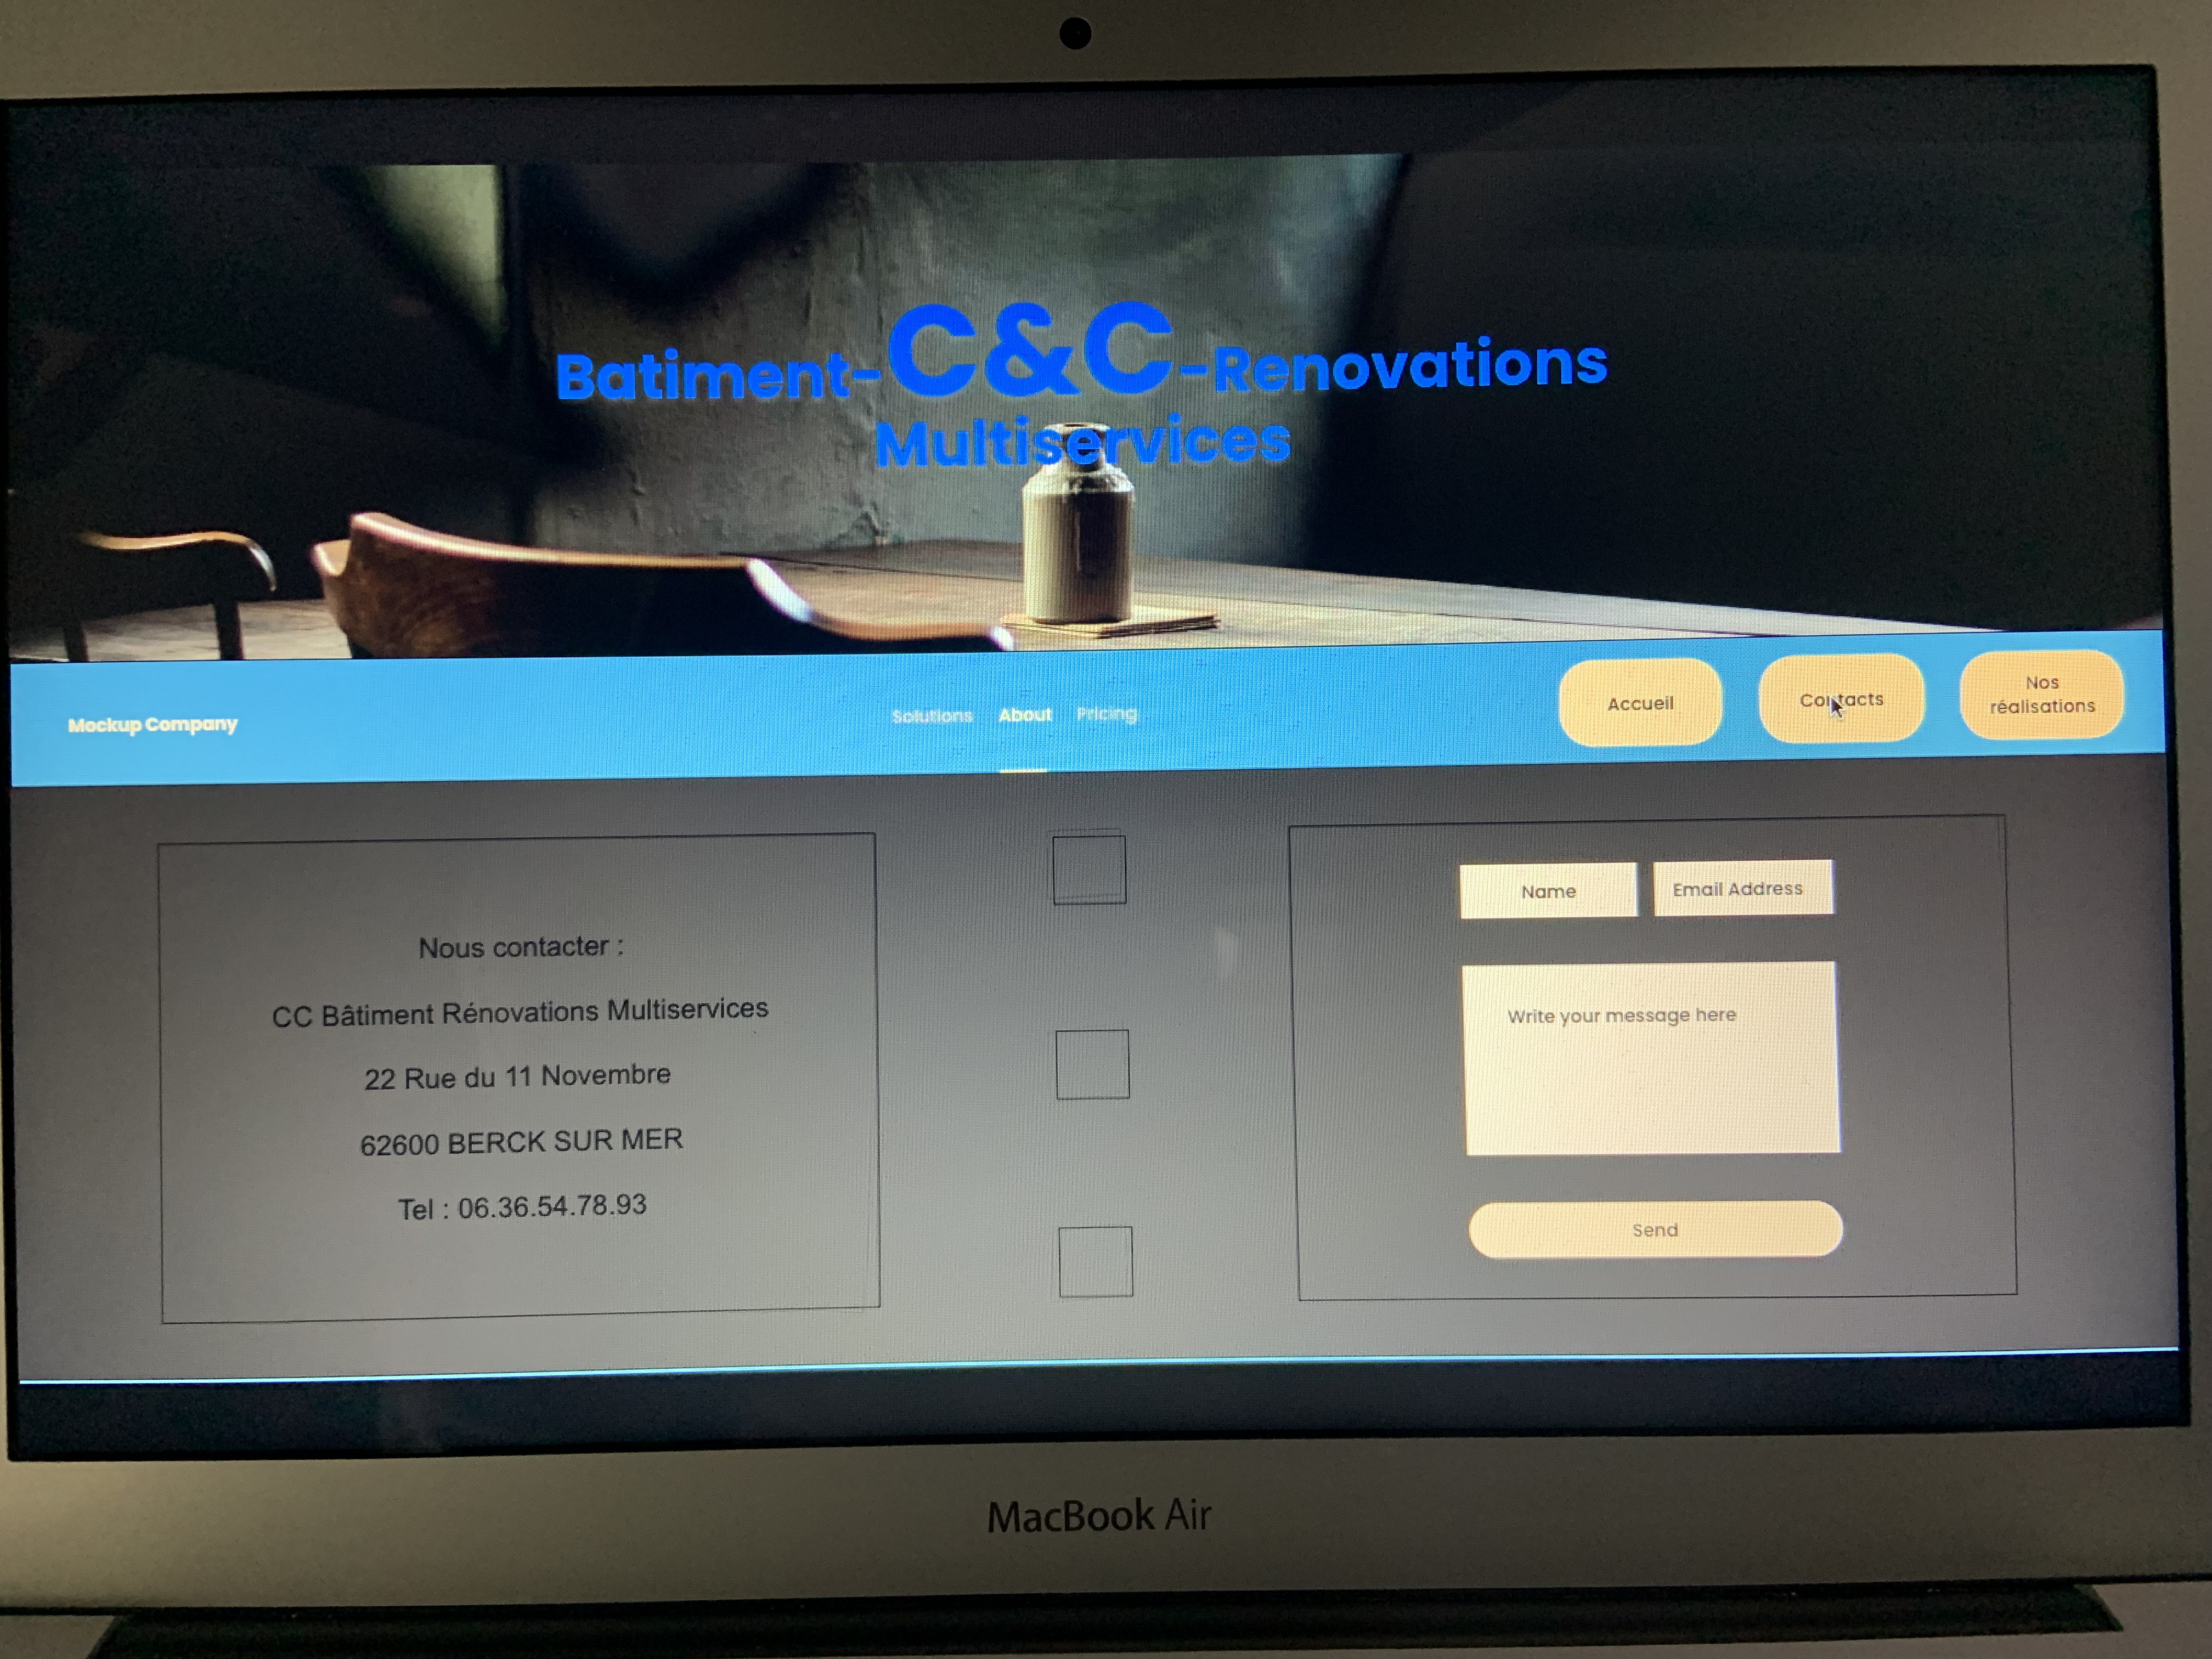 Batiment-C&C-Renovations
Multiservices
Mockup Company
Solutions About Pricing
Accueil
Contacts
Nos
réalisations
Nous contacter :
CC Bâtiment Rénovations Multiservices
22 Rue du 11 Novembre
62600 BERCK SUR MER
Tel : 06.36.54.78.93
Name
Email Address
Write your message here
Send
MacBook Air